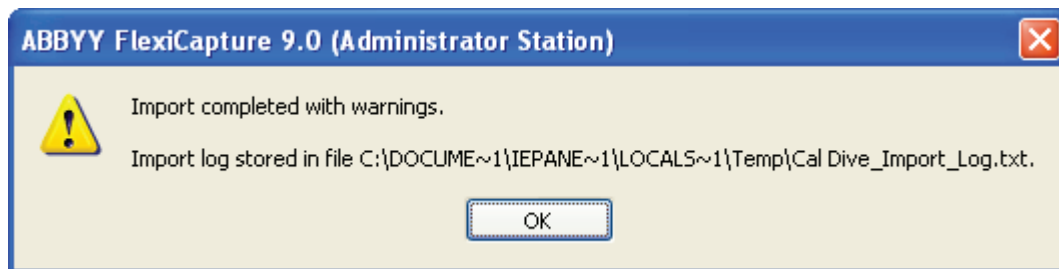 ABBYY FlexiCapture 9.0 (Administrator Station)
Import completed with warnings.
Import log stored in file C:\DOCUME~1\IEPANE~1\LOCALS~1\Temp\Cal Dive_Import_Log.txt.
OK